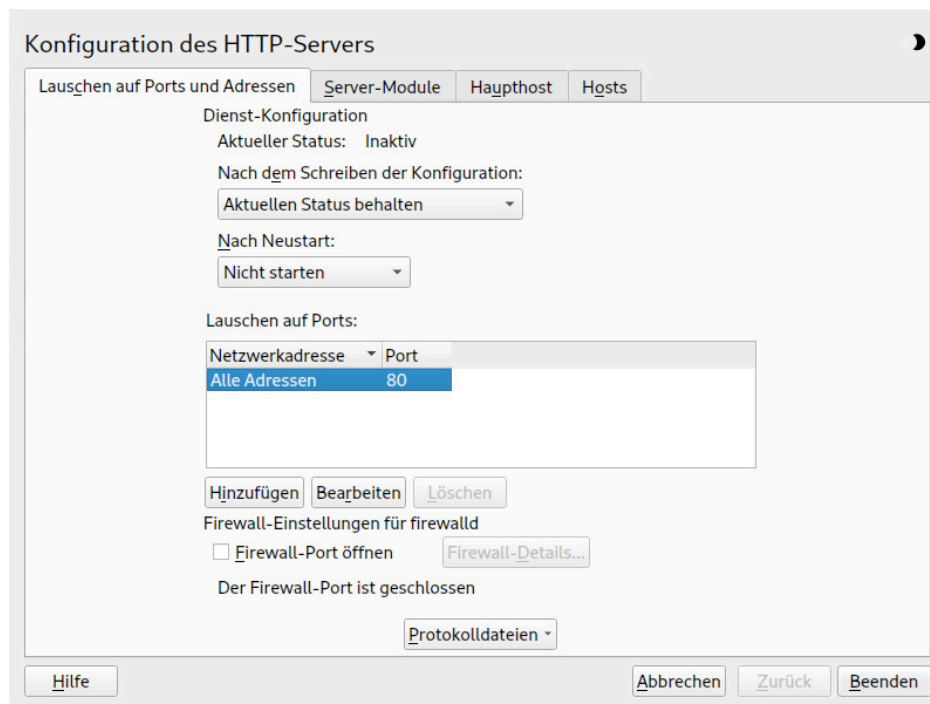 Konfiguration des HTTP-Servers
Lauschen auf Ports und Adressen Server-Module Haupthost Hosts
Dienst-Konfiguration
Aktueller Status: Inaktiv
Nach dem Schreiben der Konfiguration:
Aktuellen Status behalten
Nach Neustart:
Nicht starten
Lauschen auf Ports:
Netzwerkadresse Port
Alle Adressen 80
Hinzufügen Bearbeiten Löschen
Firewall-Einstellungen für firewalld
Firewall-Port öffnen Firewall-Details...
Der Firewall-Port ist geschlossen
Protokolldateien
Hilfe Abbrechen Zurück Beenden